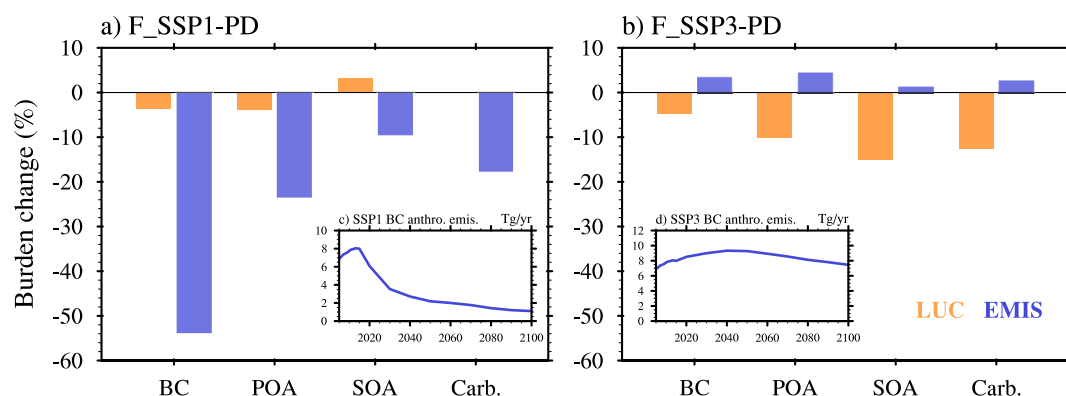 a) F_SSP1-PD
b) F_SSP3-PD
Burden change (%)
10
0
-10
-20
-30
-40
-50
-60
BC POA SOA Carb.
c) SSP1 BC anthro. emis. Tg/yr
10
8
6
4
2
0
2020 2040 2060 2080 2100
10
0
-10
-20
-30
-40
-50
-60
BC POA SOA Carb.
d) SSP3 BC anthro. emis. Tg/yr
12
10
8
6
4
2
0
2020 2040 2060 2080 2100
LUC EMIS